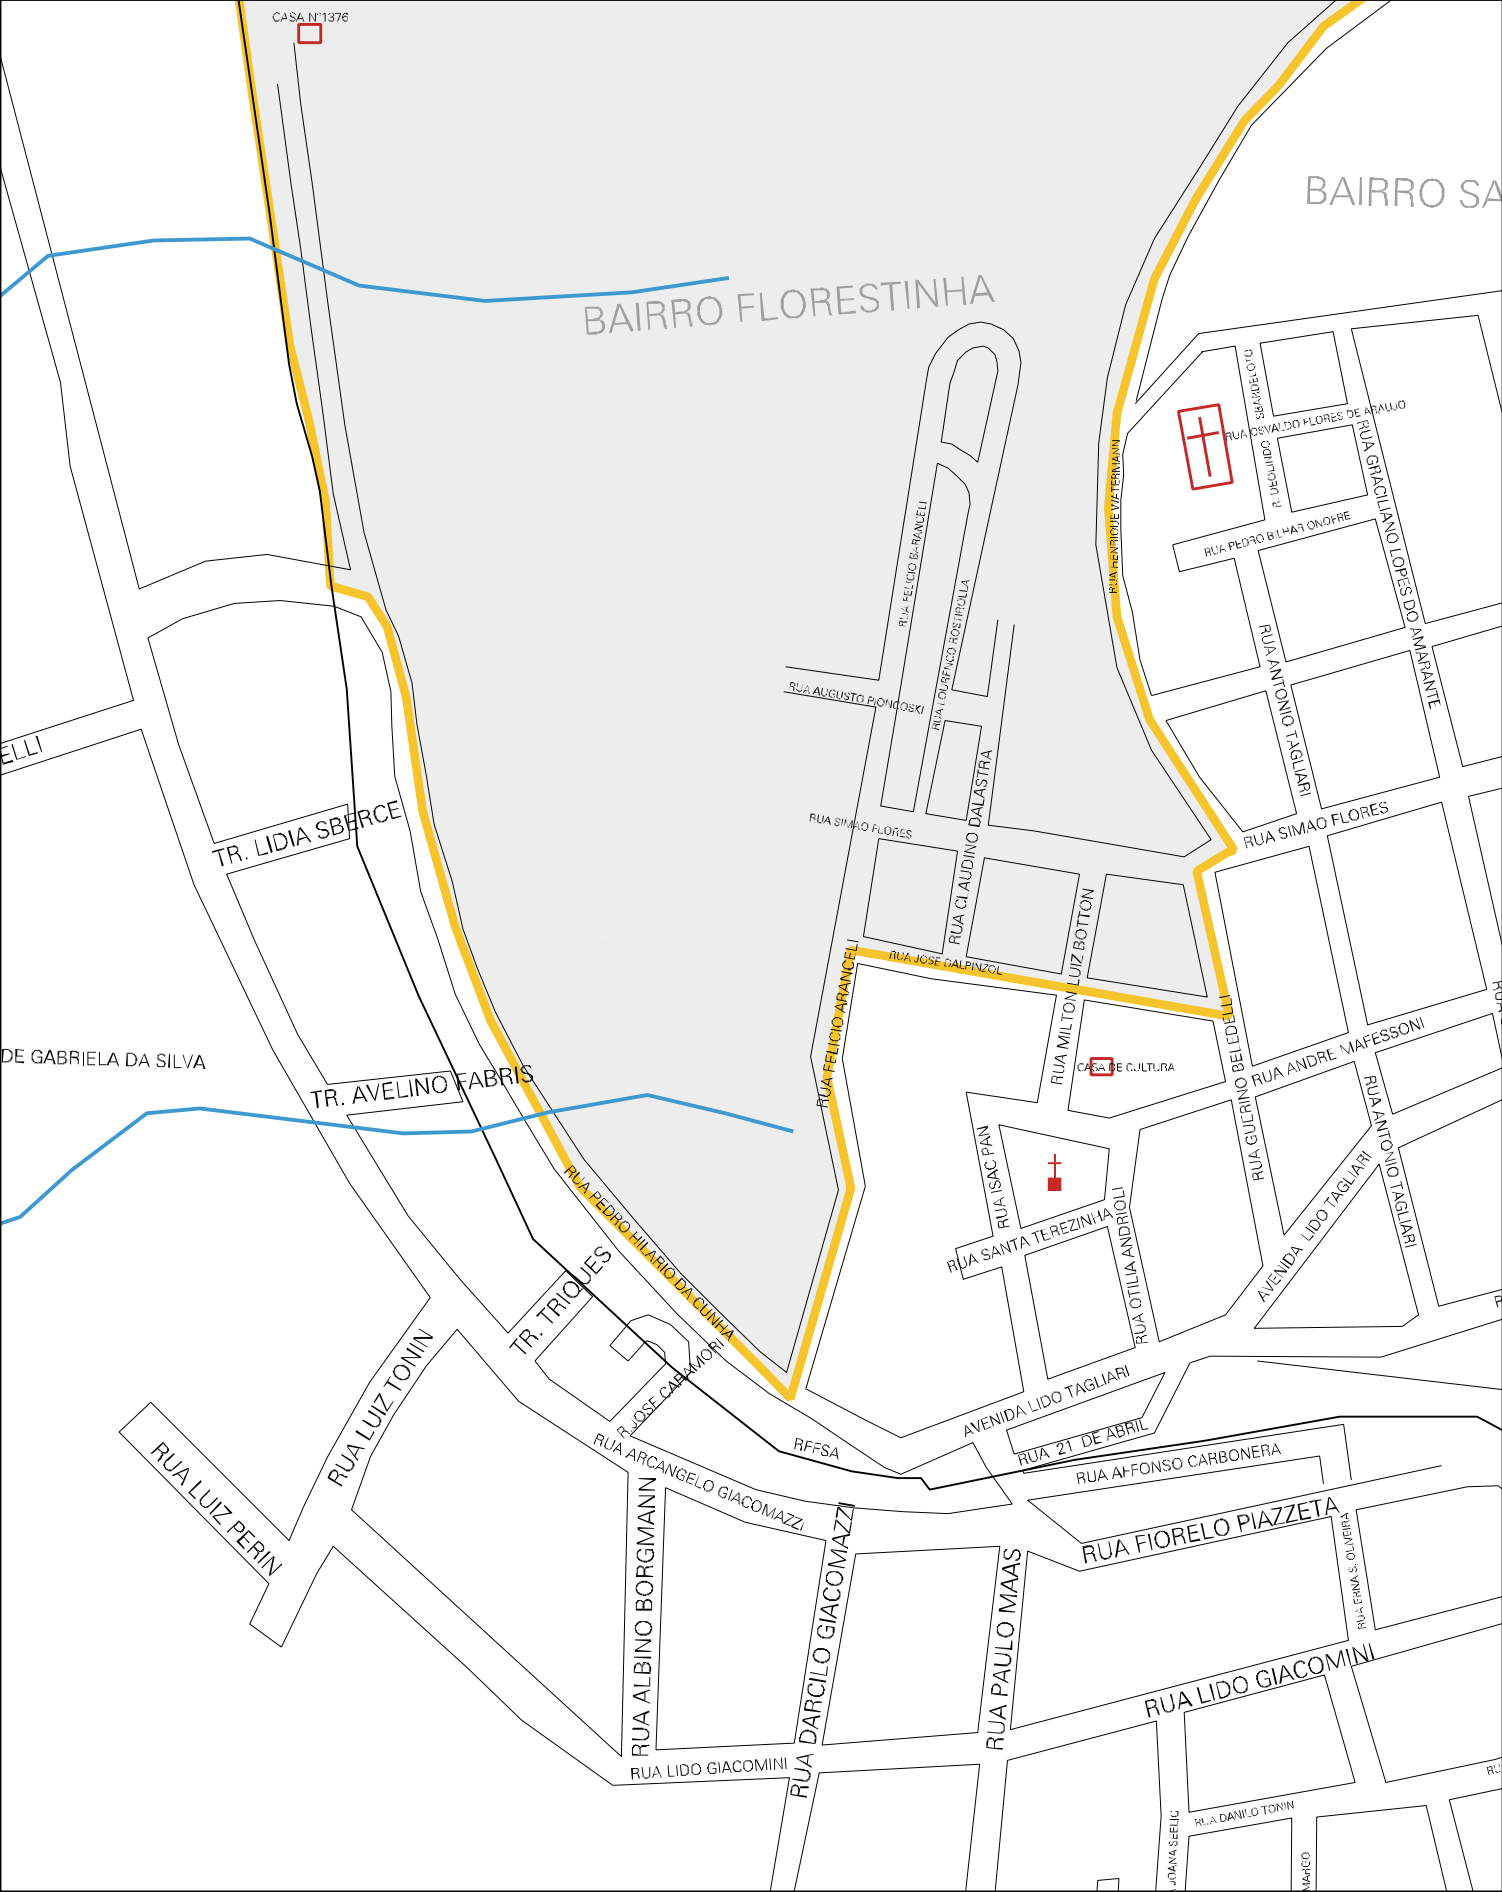 CASA N°1376
BAIRRO SA
BAIRRO FLORESTINHA
SBARDELOTO
RUA OSVALDO FLORES DE ARAUJO
R. DEOLINDO
RUA GRACILIANO LOPES DO AMARANTE
RUA HENRIQUE WATERMANN
RUA PEDRO BILHAR ONOFRE
RUA FELICIO BARANCELI
RUA LOURENCO ROSTIROLLA
RUA AUGUSTO PIONCOSKI
RUA ANTONIO TAGLIARI
ELLI
RUA CLAUDINO DALASTRA
RUA SIMAO FLORES
RUA SIMAO FLORES
TR. LIDIA SBERCE
RUA MILTON LUIZ BOTTON
RUA JOSE DALPINZOL
RUA FELICIO ARANCELI
DE GABRIELA DA SILVA
TR. AVELINO FABRIS
CASA DE CULTURA
RUA GUERINO BELEDELLI
RUA ANDRE MAFESSONI
RUA ANTONIO TAGLIARI
RUA ISAC PAN
RUA SANTA TEREZINHA
RUA OTILIA ANDRIOLI
AVENIDA LIDO TAGLIARI
RUA PEDRO HILARIO DA CUNHA
TR. TRIQUES
R.JOSE CARAMORI
RUA LUIZ TONIN
RUA LUIZ PERIN
RUA ARCANGELO GIACOMAZZI
RFFSA
AVENIDA LIDO TAGLIARI
RUA 21 DE ABRIL
RUA AFFONSO CARBONERA
RUA FIORELO PIAZZETA
RUA ERNA S. OLIVEIRA
RUA ALBINO BORGMANN
RUA DARCILO GIACOMAZZI
RUA PAULO MAAS
RUA LIDO GIACOMINI
RUA LIDO GIACOMINI
RUA DANILO TONIN
JOANA SEELIG